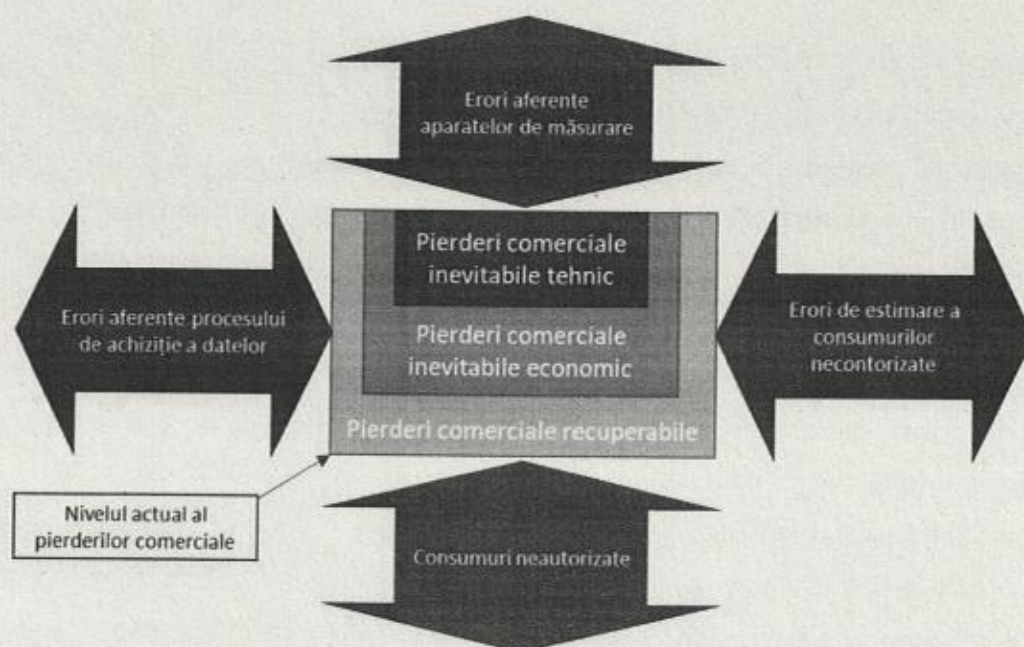 Erori aferente
aparatelor de măsurare
Pierderi comerciale
inevitabile tehnic
Erori aferente procesului
de achiziție a datelor
Erori de estimare a
consumurilor
necontorizate
Pierderi comerciale
inevitabile economic
Pierderi comerciale recuperabile
Nivelul actual al
pierderilor comerciale
Consumuri neautorizate